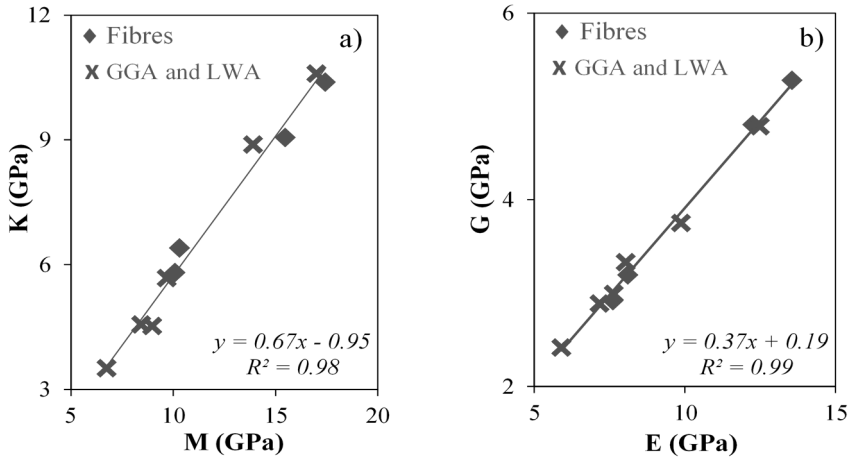 12
a)
◆ Fibres
× GGA and LWA
9
K (GPa)
6
y = 0.67x - 0.95
R² = 0.98
3
5 10 15 20
M (GPa)
6
b)
◆ Fibres
× GGA and LWA
4
G (GPa)
y = 0.37x + 0.19
R² = 0.99
2
5 10 15
E (GPa)